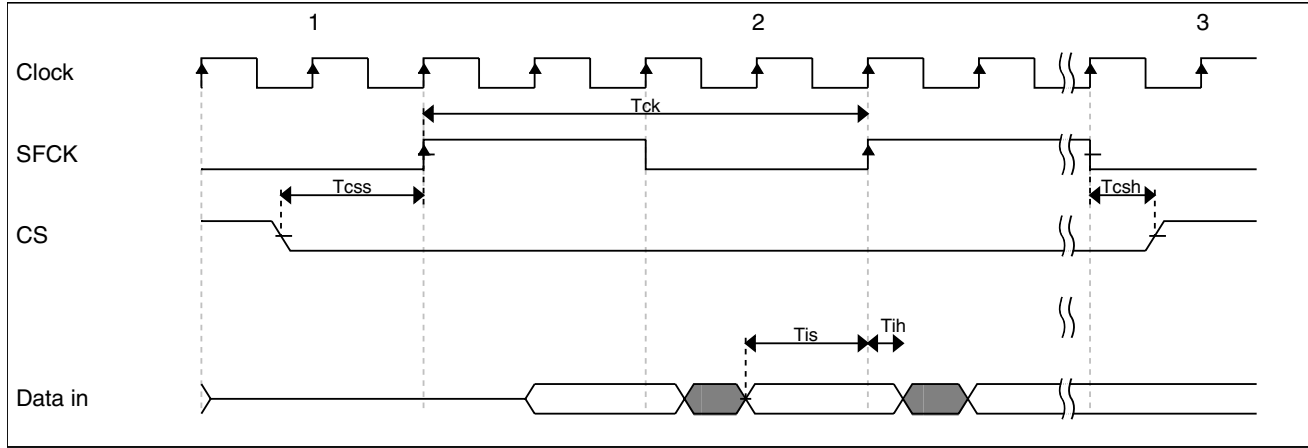 1 2 3
Clock
Tck
SFCK
Tcss Tcsh
CS
Tis Tih
Data in